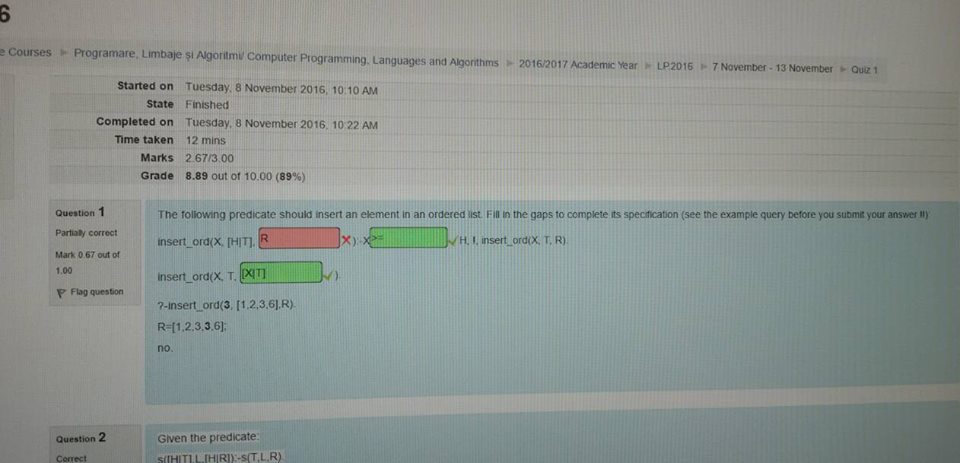 6
e Courses ▶ Programare, Limbaje și Algoritmi/ Computer Programming, Languages and Algorithms ▶ 2016/2017 Academic Year ▶ LP2016 ▶ 7 November - 13 November ▶ Quiz 1
Started on Tuesday, 8 November 2016, 10:10 AM
State Finished
Completed on Tuesday, 8 November 2016, 10:22 AM
Time taken 12 mins
Marks 2.67/3.00
Grade 8.89 out of 10.00 (89%)
Question 1
Partially correct
Mark 0.67 out of
1.00
Flag question
The following predicate should insert an element in an ordered list. Fill in the gaps to complete its specification (see the example query before you submit your answer !!):
insert_ord(X, [H|T], R ):-X>= H, !, insert_ord(X, T, R).
insert_ord(X, T, [X|T] ).
?-insert_ord(3, [1,2,3,6],R).
R=[1,2,3,3,6];
no.
Question 2
Correct
Given the predicate:
s([H|T],L,[H|R]):-s(T,L,R).